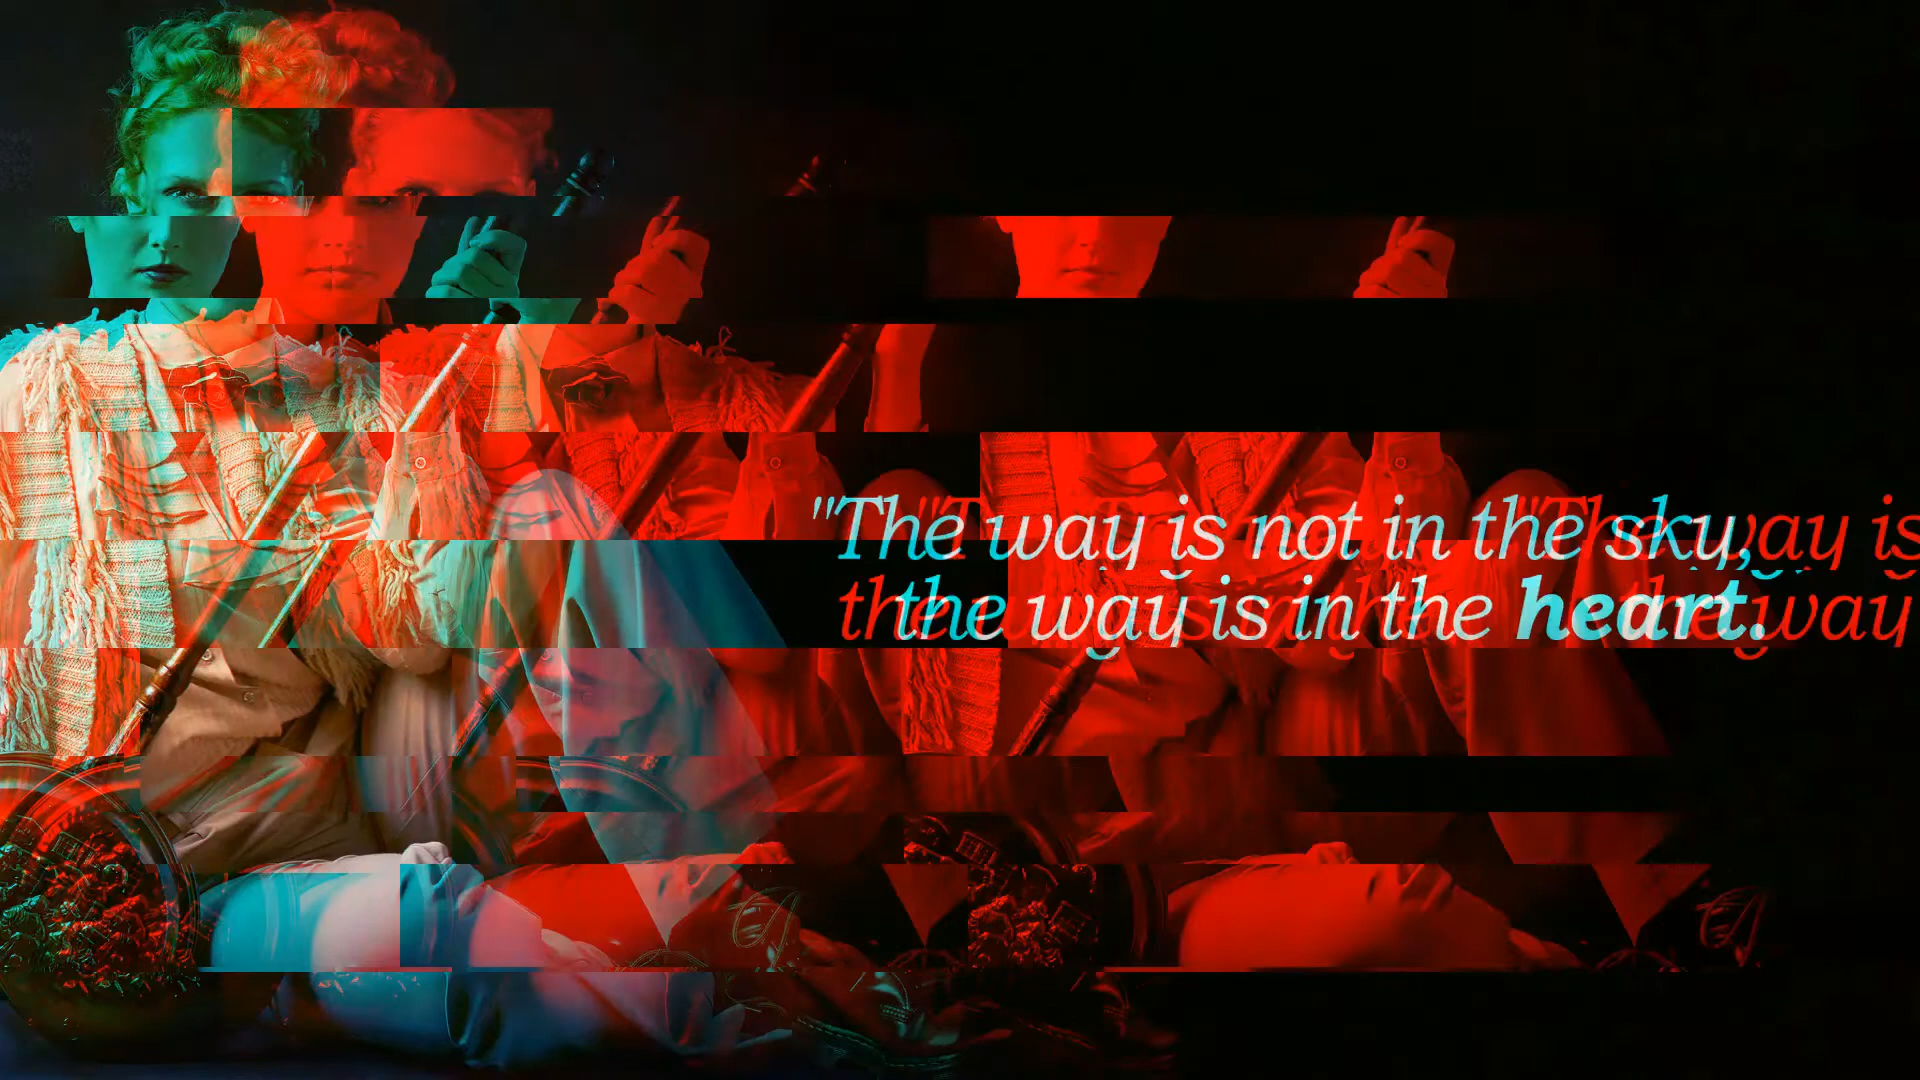 "The way is not in the sky,
the way is in the heart.